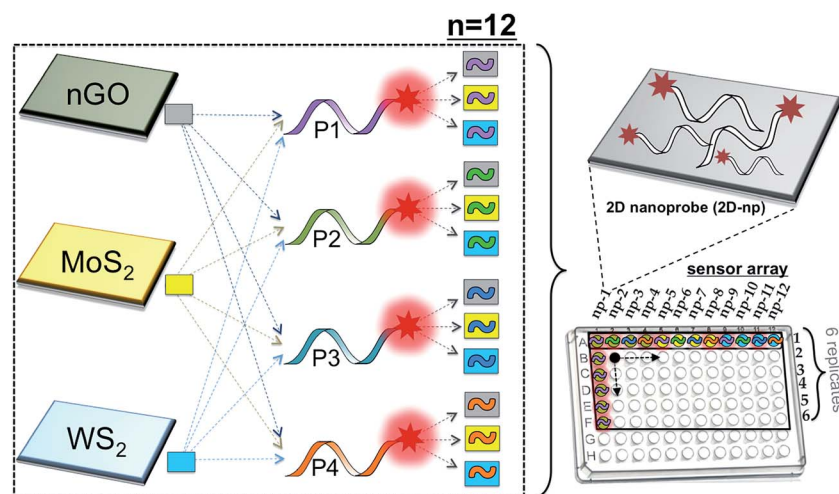 n=12
nGO
MoS₂
WS₂
P1
P2
P3
P4
2D nanoprobe (2D-np)
sensor array
np-1
np-2
np-3
np-4
np-5
np-6
np-7
np-8
np-9
np-10
np-11
np-12
A
B
C
D
E
F
G
H
1
2
3
4
5
6
6 replicates